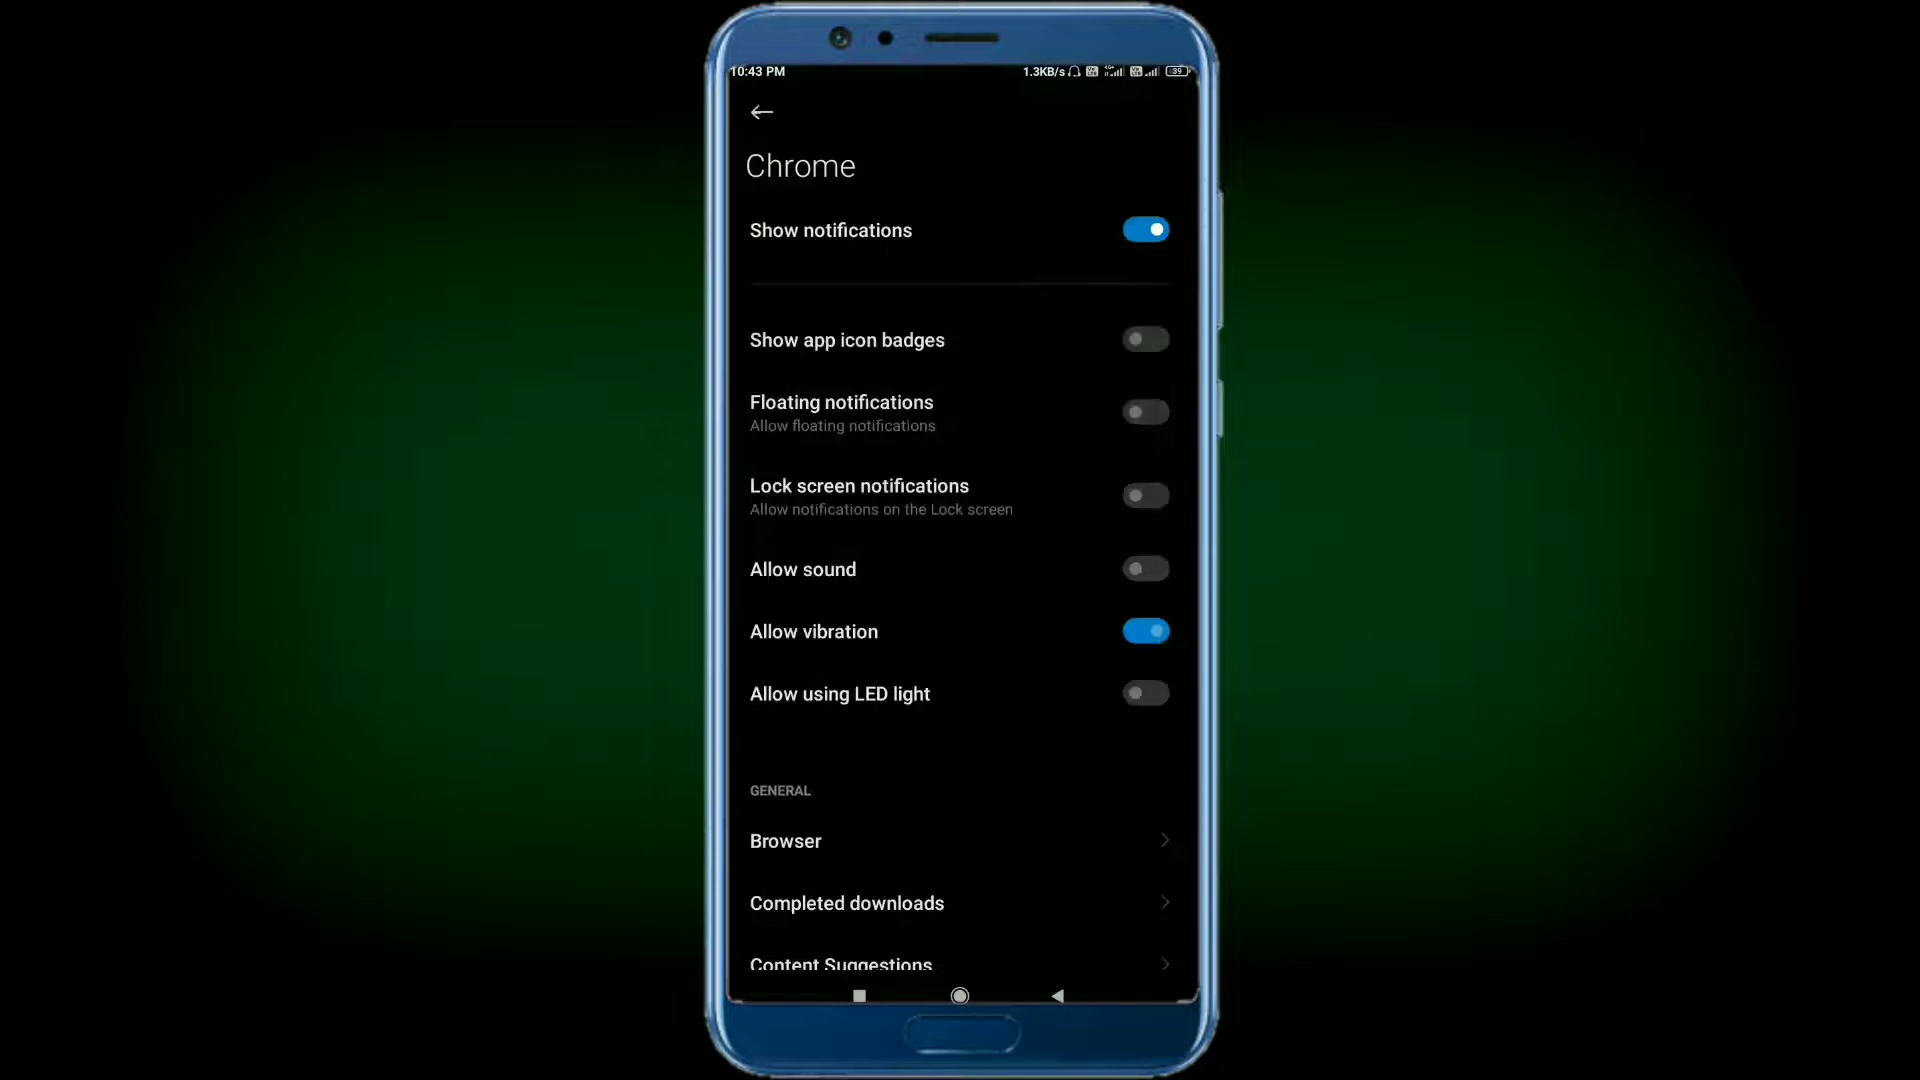 10:43 PM
1.3KB/s
39
Chrome
Show notifications
Show app icon badges
Floating notifications
Allow floating notifications
Lock screen notifications
Allow notifications on the Lock screen
Allow sound
Allow vibration
Allow using LED light
GENERAL
Browser
Completed downloads
Content Suggestions